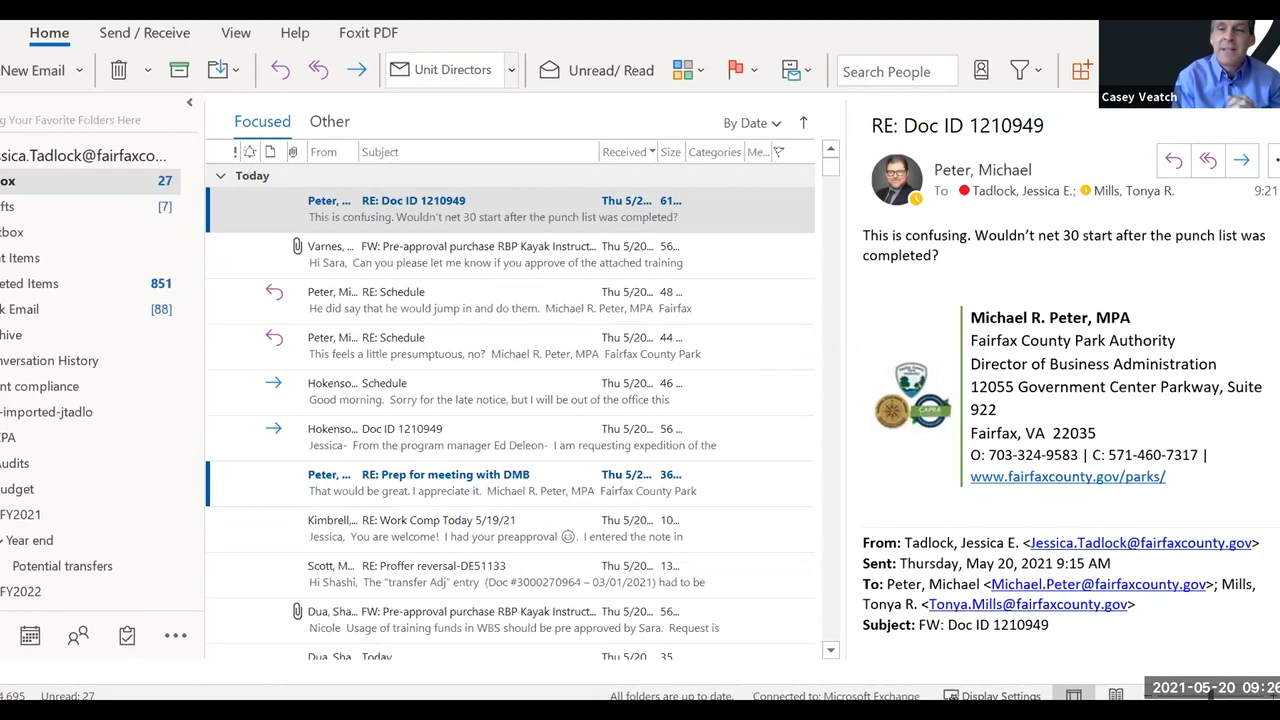 Home Send / Receive View Help Foxit PDF
New Email Unit Directors Unread/ Read Search People
Casey Veatch
g Your Favorite Folders Here
ssica.Tadlock@fairfaxco...
ox 27
fts [7]
tbox
nt Items
eted Items 851
k Email [88]
hive
nversation History
nt compliance
-imported-jtadlo
PA
udits
udget
FY2021
Year end
Potential transfers
FY2022
Focused Other By Date
! From Subject Received Size Categories Me...
Today
Peter, ... RE: Doc ID 1210949 Thu 5/2... 61...
This is confusing. Wouldn't net 30 start after the punch list was completed?
Varnes, ... FW: Pre-approval purchase RBP Kayak Instruct... Thu 5/20... 56...
Hi Sara, Can you please let me know if you approve of the attached training
Peter, Mi... RE: Schedule Thu 5/20... 48 ...
He did say that he would jump in and do them. Michael R. Peter, MPA Fairfax
Peter, Mi... RE: Schedule Thu 5/20... 44 ...
This feels a little presumptuous, no? Michael R. Peter, MPA Fairfax County Park
Hokenso... Schedule Thu 5/20... 46 ...
Good morning. Sorry for the late notice, but I will be out of the office this
Hokenso... Doc ID 1210949 Thu 5/20... 56 ...
Jessica- From the program manager Ed Deleon- I am requesting expedition of the
Peter, ... RE: Prep for meeting with DMB Thu 5/2... 36...
That would be great. I appreciate it. Michael R. Peter, MPA Fairfax County Park
Kimbrell,... RE: Work Comp Today 5/19/21 Thu 5/20... 10...
Jessica, You are welcome! I had your preapproval ☺. I entered the note in
Scott, M... RE: Proffer reversal-DE51133 Thu 5/20... 13...
Hi Shashi, The "transfer Adj" entry (Doc #3000270964 – 03/01/2021) had to be
Dua, Sha... FW: Pre-approval purchase RBP Kayak Instruct... Thu 5/20... 56...
Nicole Usage of training funds in WBS should be pre approved by Sara. Request is
Dua, Sha Today Thu 5/20 35
RE: Doc ID 1210949
Peter, Michael
To Tadlock, Jessica E.; Mills, Tonya R. 9:21
This is confusing. Wouldn't net 30 start after the punch list was
completed?
Michael R. Peter, MPA
Fairfax County Park Authority
Director of Business Administration
12055 Government Center Parkway, Suite
922
Fairfax, VA 22035
O: 703-324-9583 | C: 571-460-7317 |
www.fairfaxcounty.gov/parks/
CAPRA
From: Tadlock, Jessica E. <Jessica.Tadlock@fairfaxcounty.gov>
Sent: Thursday, May 20, 2021 9:15 AM
To: Peter, Michael <Michael.Peter@fairfaxcounty.gov>; Mills,
Tonya R. <Tonya.Mills@fairfaxcounty.gov>
Subject: FW: Doc ID 1210949
4,695 Unread: 27 All folders are up to date. Connected to: Microsoft Exchange Display Settings
2021-05-20 09:26